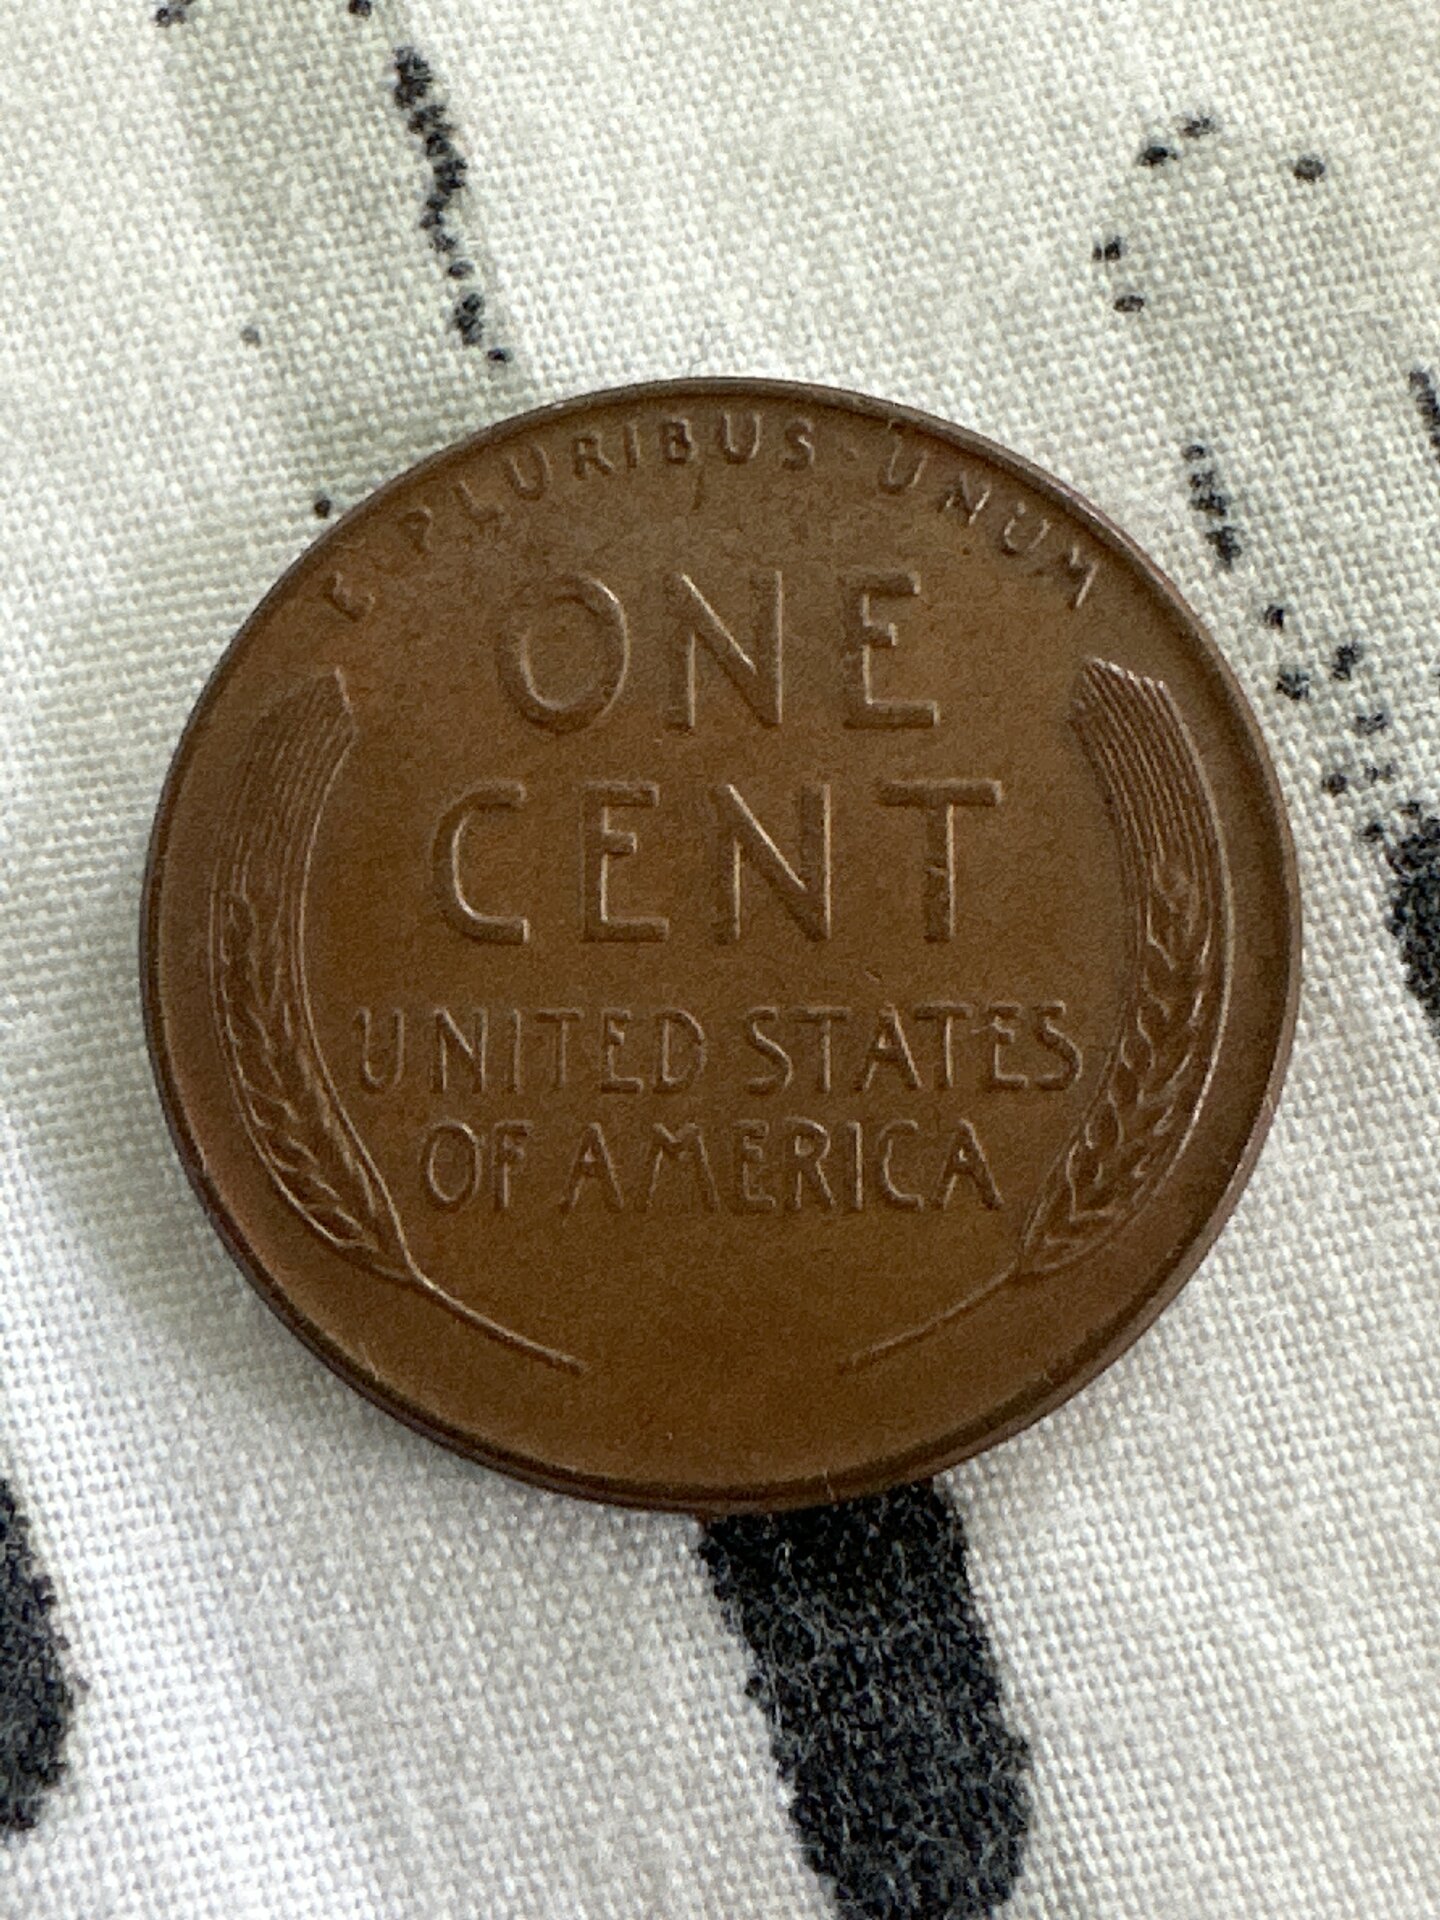 E · PLURIBUS · UNUM
ONE
CENT
UNITED STATES
OF AMERICA